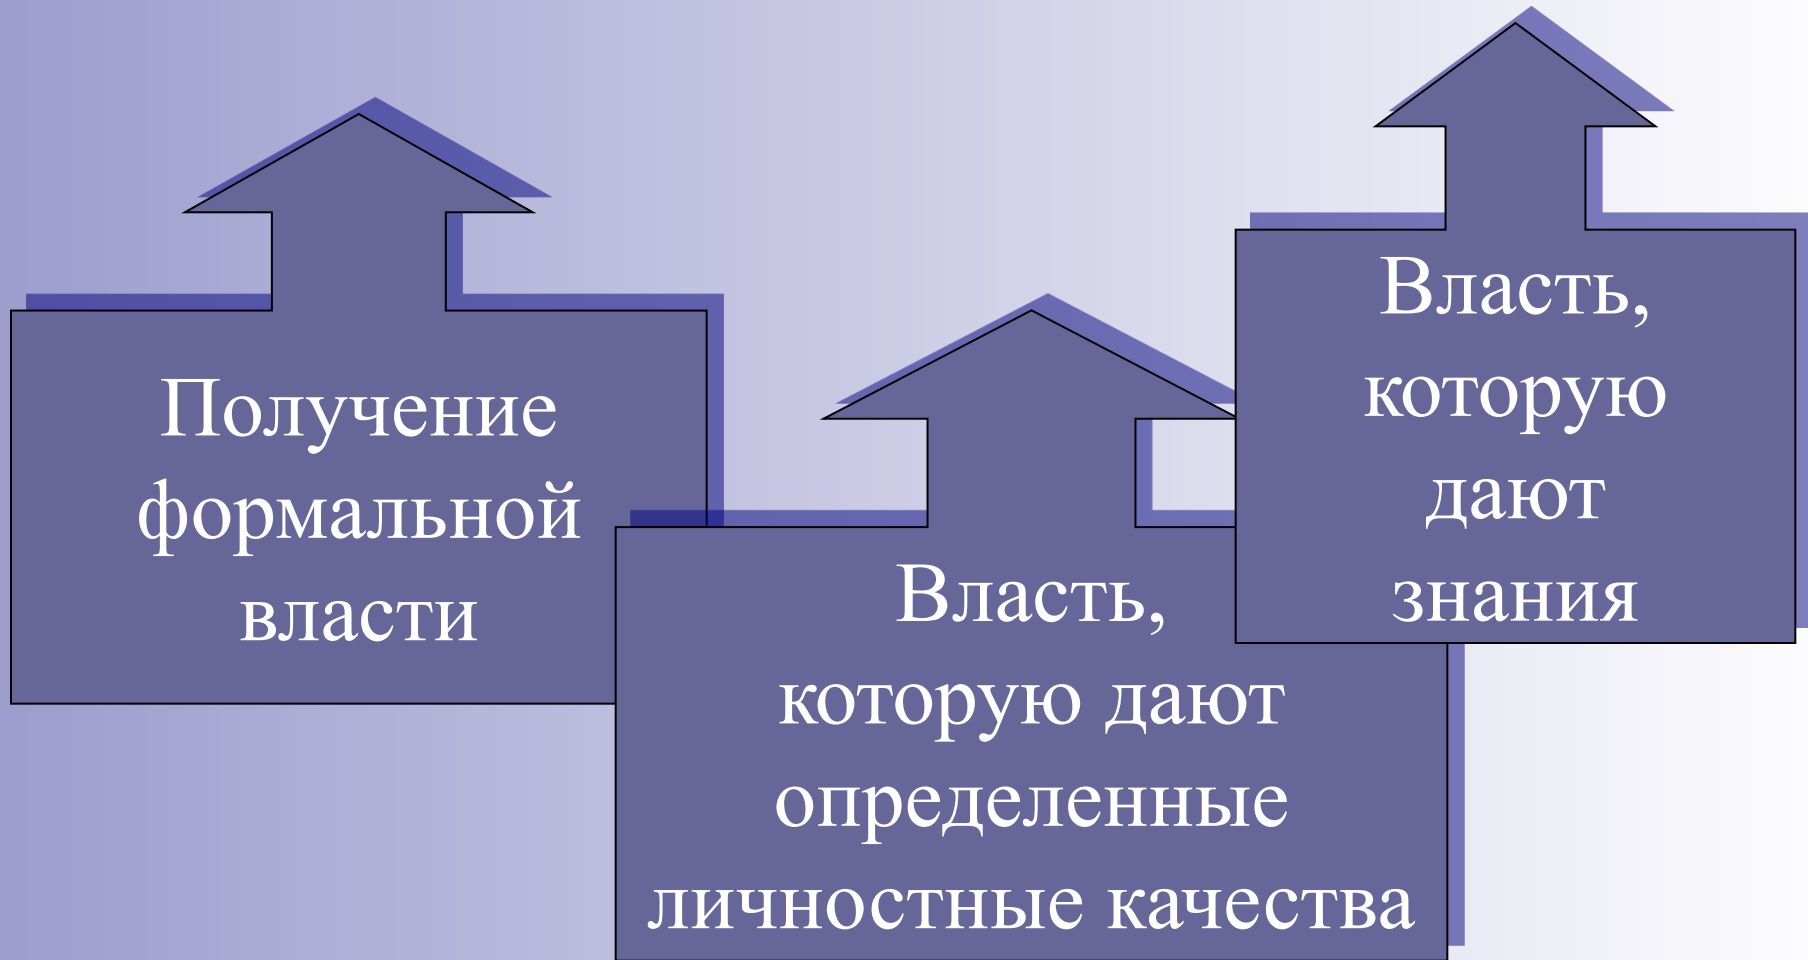 Получение
формальной
власти
Власть,
которую дают
определенные
личностные качества
Власть,
которую
дают
знания